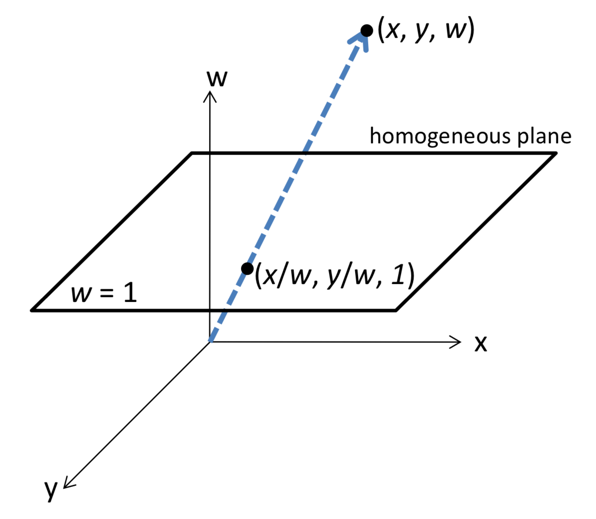 (x, y, w)
w
homogeneous plane
(x/w, y/w, 1)
w = 1
x
y